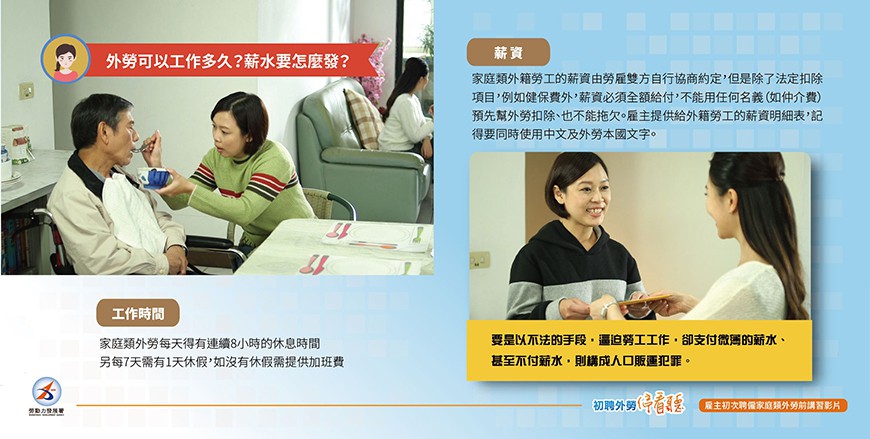 外勞可以工作多久？薪水要怎麼發？
工作時間
家庭類外勞每天得有連續8小時的休息時間
另每7天需有1天休假，如沒有休假需提供加班費
勞動力發展署
薪資
家庭類外籍勞工的薪資由勞雇雙方自行協商約定，但是除了法定扣除
項目，例如健保費外，薪資必須全額給付，不能用任何名義（如仲介費）
預先幫外勞扣除、也不能拖欠。雇主提供給外籍勞工的薪資明細表，記
得要同時使用中文及外勞本國文字。
要是以不法的手段，逼迫勞工工作，卻支付微薄的薪水、
甚至不付薪水，則構成人口販運犯罪。
初聘外勞停看聽
雇主初次聘僱家庭類外勞前講習影片